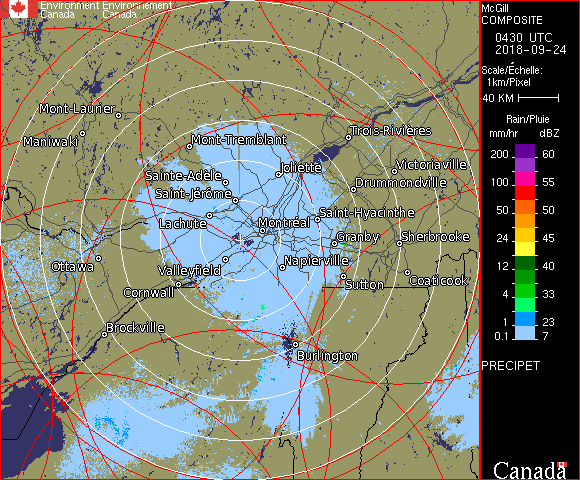 Environment Environnement
Canada Canada
Mont-Laurier
Maniwaki
Mont-Tremblant
Trois-Rivières
Joliette
Victoriaville
Sainte-Adèle
Drummondville
Saint-Jérôme
Saint-Hyacinthe
Lachute
Montréal
Granby
Sherbrooke
Ottawa
Valleyfield
Napierville
Coaticook
Sutton
Cornwall
Brockville
Burlington
McGill
COMPOSITE
0430 UTC
2018-09-24
Scale/Échelle:
1km/Pixel
40 KM
Rain/Pluie
mm/hr dBZ
200 60
100 55
50 50
24 45
12 40
4 33
1 23
0.1 7
PRECIPET
Canada